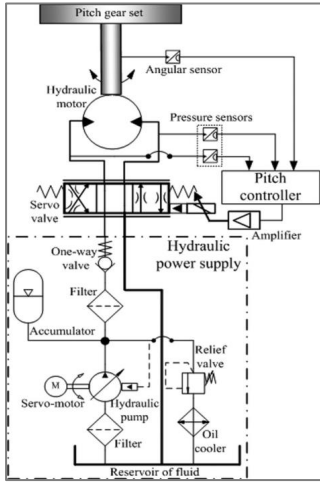 Pitch gear set
Angular sensor
Hydraulic
motor
Pressure sensors
Pitch
controller
Servo
valve
Amplifier
One-way
valve
Hydraulic
power supply
Filter
Accumulator
Relief
valve
M
Servo-motor
Hydraulic
pump
Oil
cooler
Filter
Reservoir of fluid